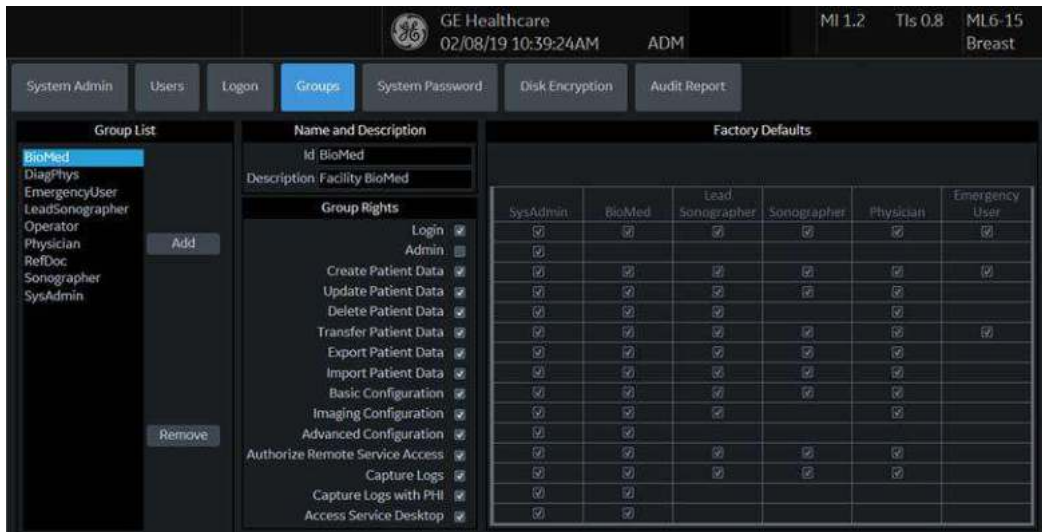 GE Healthcare
02/08/19 10:39:24AM ADM
MI 1.2 TIs 0.8 ML6-15
Breast
System Admin Users Logon Groups System Password Disk Encryption Audit Report
Group List
BioMed
DiagPhys
EmergencyUser
LeadSonographer
Operator
Physician
RefDoc
Sonographer
SysAdmin
Add
Remove
Name and Description
Id BioMed
Description Facility BioMed
Group Rights
Login
Admin
Create Patient Data
Update Patient Data
Delete Patient Data
Transfer Patient Data
Export Patient Data
Import Patient Data
Basic Configuration
Imaging Configuration
Advanced Configuration
Authorize Remote Service Access
Capture Logs
Capture Logs with PHI
Access Service Desktop
Factory Defaults
SysAdmin BioMed Lead Sonographer Sonographer Physician Emergency User